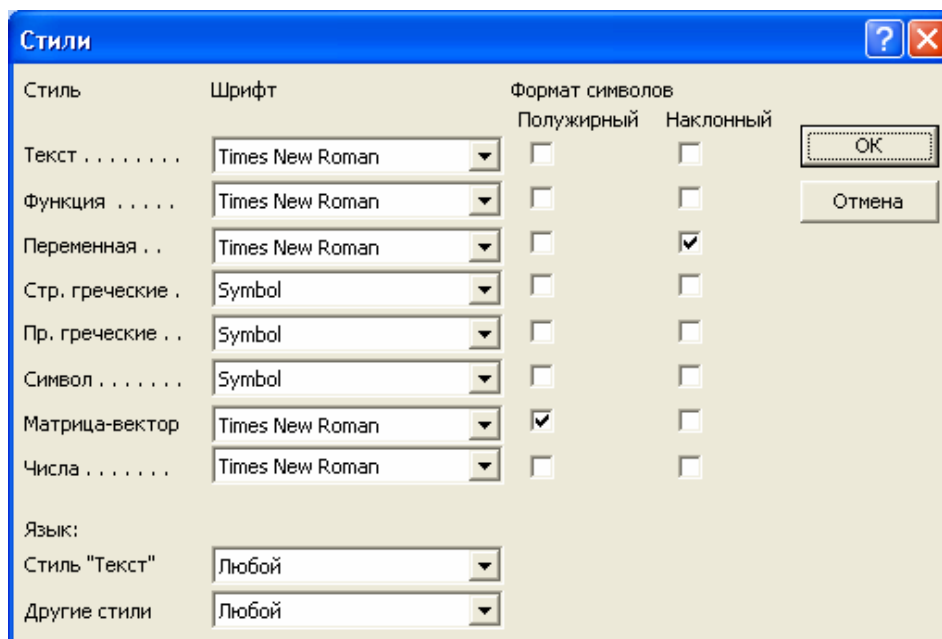 Стили
Стиль Шрифт Формат символов
Полужирный Наклонный
Текст . . . . . . . . Times New Roman OK
Функция . . . . . Times New Roman Отмена
Переменная . . Times New Roman
Стр. греческие . Symbol
Пр. греческие . . Symbol
Символ . . . . . . . Symbol
Матрица-вектор Times New Roman
Числа . . . . . . . Times New Roman
Язык:
Стиль "Текст" Любой
Другие стили Любой